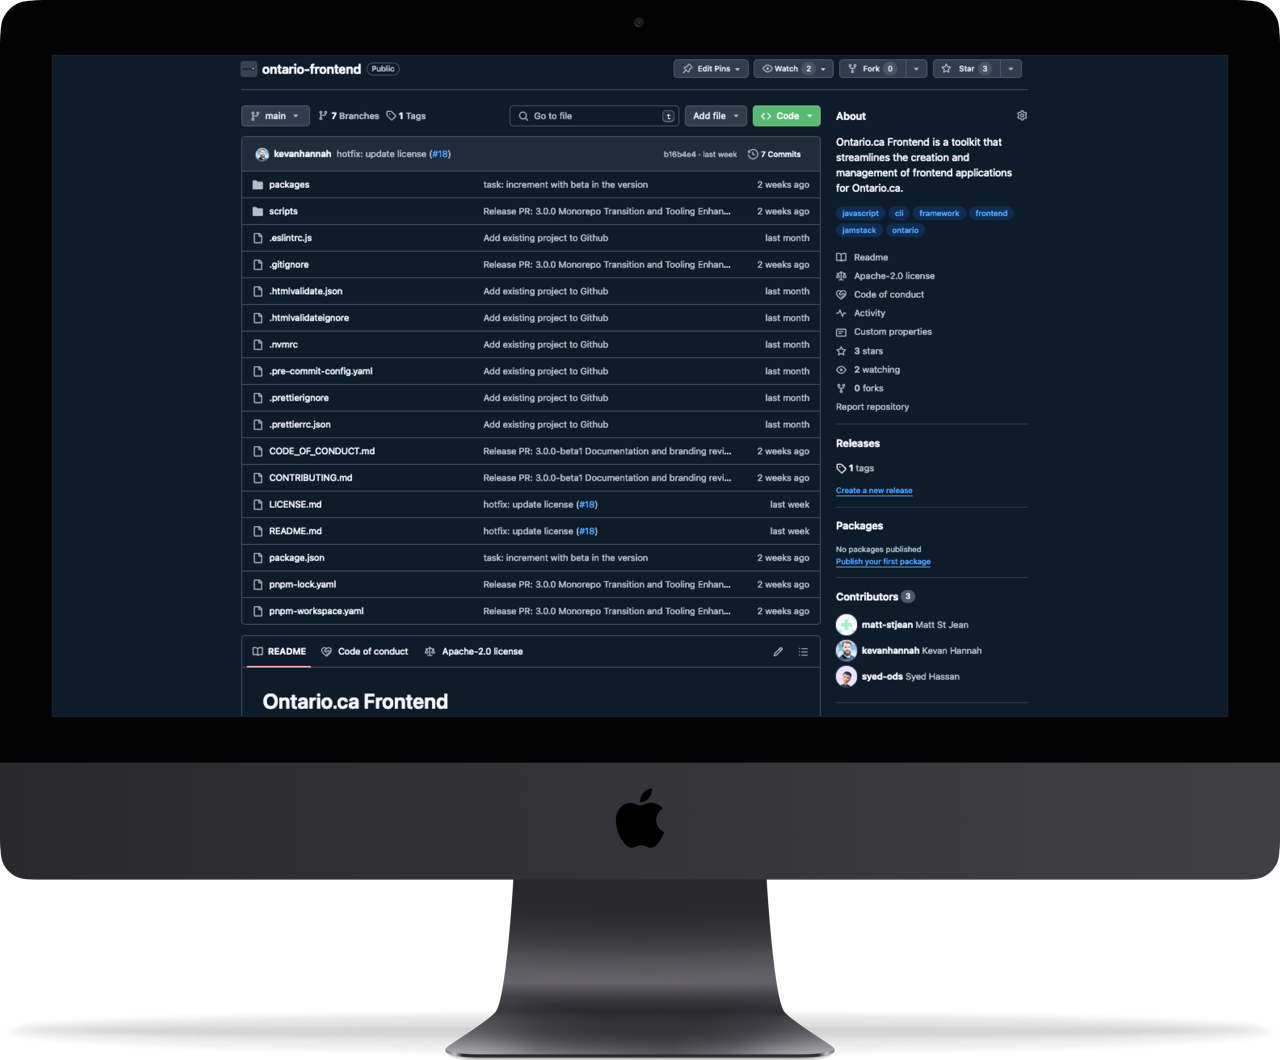 ontario-frontend Public
Edit Pins Watch 2 Fork 0 Star 3
main 7 Branches 1 Tags Go to file t Add file Code
kevanhannah hotfix: update license (#18) b16b4e4 · last week 7 Commits
packages task: increment with beta in the version 2 weeks ago
scripts Release PR: 3.0.0 Monorepo Transition and Tooling Enhan... 2 weeks ago
.eslintrc.js Add existing project to Github last month
.gitignore Release PR: 3.0.0 Monorepo Transition and Tooling Enhan... 2 weeks ago
.htmlvalidate.json Add existing project to Github last month
.htmlvalidateignore Add existing project to Github last month
.nvmrc Add existing project to Github last month
.pre-commit-config.yaml Add existing project to Github last month
.prettierignore Add existing project to Github last month
.prettierrc.json Add existing project to Github last month
CODE_OF_CONDUCT.md Release PR: 3.0.0-beta1 Documentation and branding revi... 2 weeks ago
CONTRIBUTING.md Release PR: 3.0.0 Monorepo Transition and Tooling Enhan... 2 weeks ago
LICENSE.md hotfix: update license (#18) last week
README.md hotfix: update license (#18) last week
package.json task: increment with beta in the version 2 weeks ago
pnpm-lock.yaml Release PR: 3.0.0 Monorepo Transition and Tooling Enhan... 2 weeks ago
pnpm-workspace.yaml Release PR: 3.0.0 Monorepo Transition and Tooling Enhan... 2 weeks ago
README Code of conduct Apache-2.0 license
Ontario.ca Frontend
About
Ontario.ca Frontend is a toolkit that
streamlines the creation and
management of frontend applications
for Ontario.ca.
javascript cli framework frontend
jamstack ontario
Readme
Apache-2.0 license
Code of conduct
Activity
Custom properties
3 stars
2 watching
0 forks
Report repository
Releases
1 tags
Create a new release
Packages
No packages published
Publish your first package
Contributors 3
matt-stjean Matt St Jean
kevanhannah Kevan Hannah
syed-ods Syed Hassan